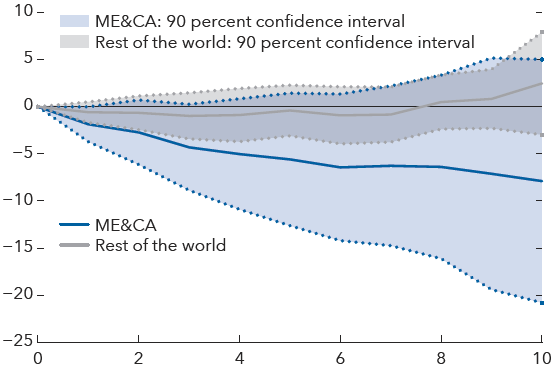 10
ME&CA: 90 percent confidence interval
Rest of the world: 90 percent confidence interval
5
0
−5
−10
ME&CA
−15
Rest of the world
−20
−25
0 2 4 6 8 10